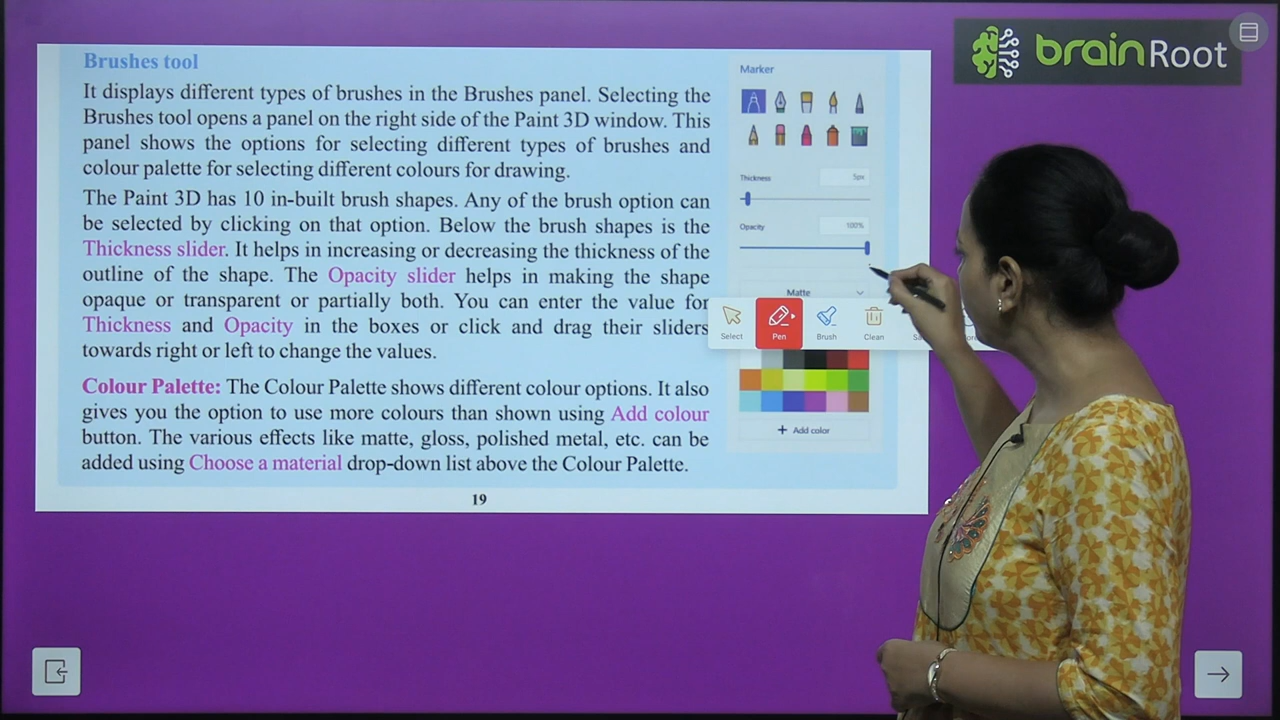 brainRoot
Brushes tool
It displays different types of brushes in the Brushes panel. Selecting the
Brushes tool opens a panel on the right side of the Paint 3D window. This
panel shows the options for selecting different types of brushes and
colour palette for selecting different colours for drawing.
The Paint 3D has 10 in-built brush shapes. Any of the brush option can
be selected by clicking on that option. Below the brush shapes is the
Thickness slider. It helps in increasing or decreasing the thickness of the
outline of the shape. The Opacity slider helps in making the shape
opaque or transparent or partially both. You can enter the value for
Thickness and Opacity in the boxes or click and drag their sliders
towards right or left to change the values.
Colour Palette: The Colour Palette shows different colour options. It also
gives you the option to use more colours than shown using Add colour
button. The various effects like matte, gloss, polished metal, etc. can be
added using Choose a material drop-down list above the Colour Palette.
19
Marker
Thickness 5px
Opacity 100%
Matte
Select Pen Brush Clean
+ Add color